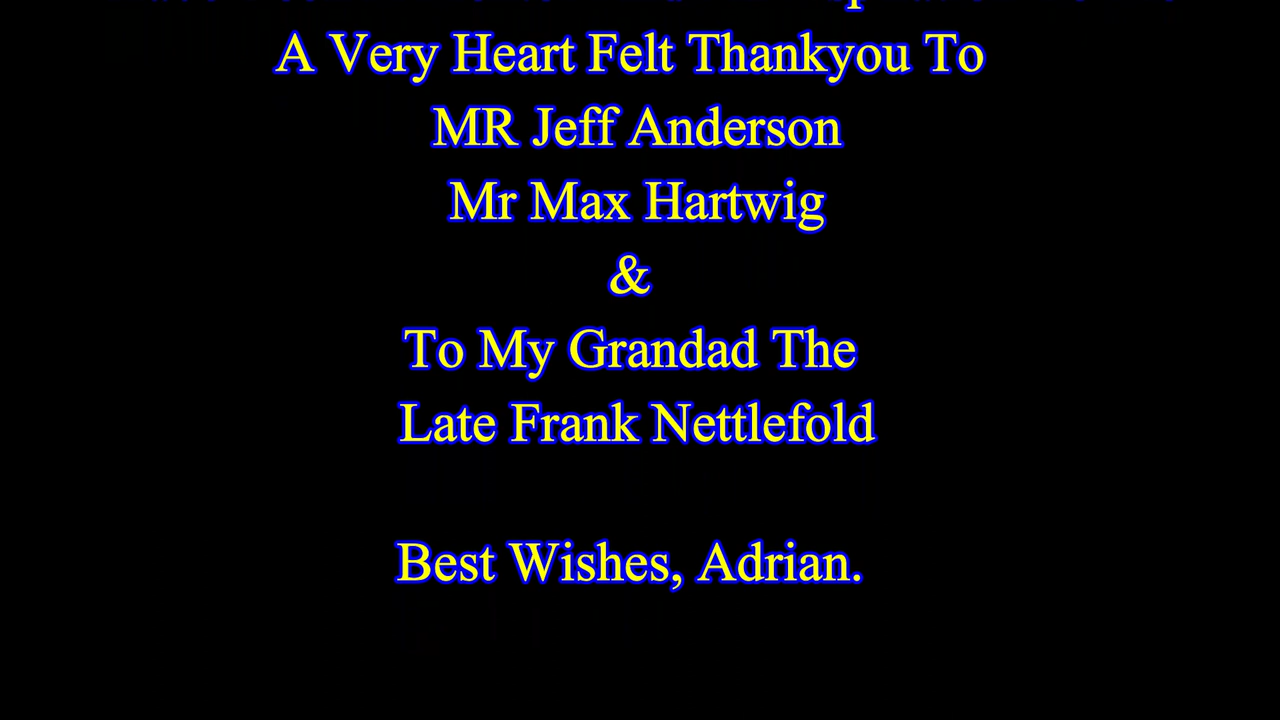 A Very Heart Felt Thankyou To
MR Jeff Anderson
Mr Max Hartwig
&
To My Grandad The
Late Frank Nettlefold
Best Wishes, Adrian.